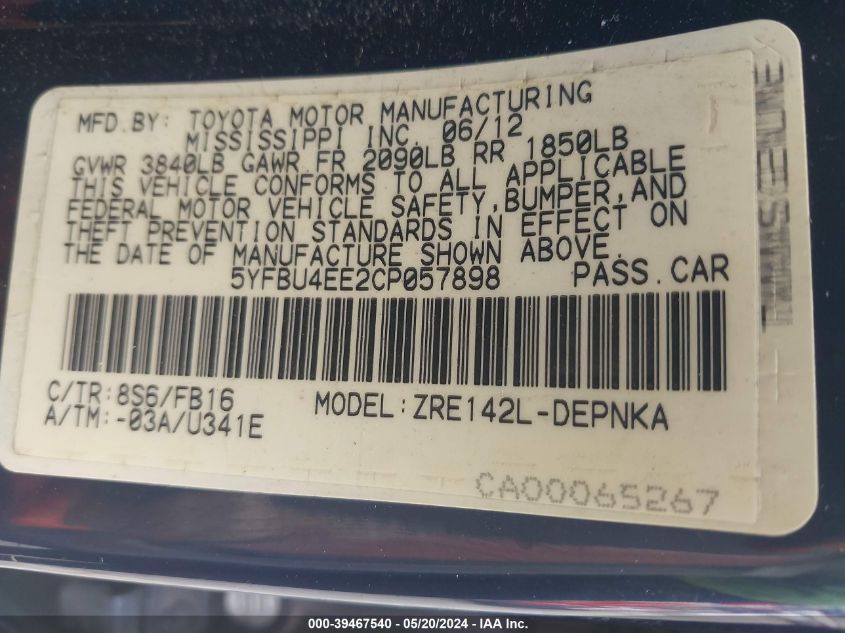 MFD.BY: TOYOTA MOTOR MANUFACTURING
MISSISSIPPI INC. 06/12
GVWR 3840LB GAWR FR 2090LB RR 1850LB
THIS VEHICLE CONFORMS TO ALL APPLICABLE
FEDERAL MOTOR VEHICLE SAFETY,BUMPER,AND
THEFT PREVENTION STANDARDS IN EFFECT ON
THE DATE OF MANUFACTURE SHOWN ABOVE.
5YFBU4EE2CP057898 PASS.CAR
C/TR:8S6/FB16
A/TM:-03A/U341E
MODEL:ZRE142L-DEPNKA
CA00065267
000-39467540 - 05/20/2024 - IAA Inc.